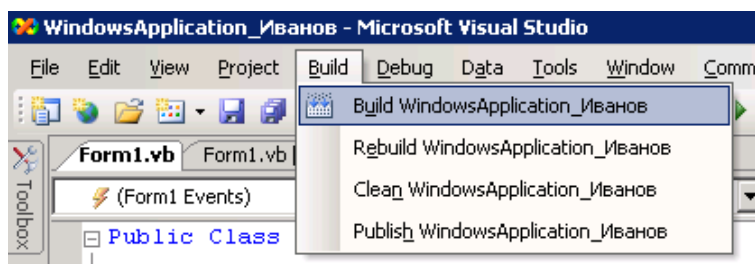 WindowsApplication_Иванов - Microsoft Visual Studio
File Edit View Project Build Debug Data Tools Window Comm
Build WindowsApplication_Иванов
Rebuild WindowsApplication_Иванов
Clean WindowsApplication_Иванов
Publish WindowsApplication_Иванов
Form1.vb Form1.vb
Toolbox
(Form1 Events)
Public Class